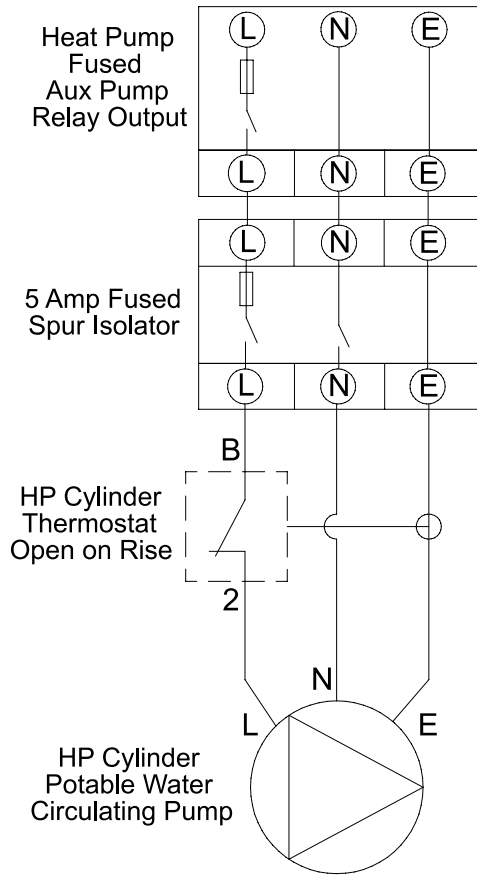 Heat Pump
Fused
Aux Pump
Relay Output
L N E
L N E
L N E
5 Amp Fused
Spur Isolator
L N E
B
HP Cylinder
Thermostat
Open on Rise
2
N
L E
HP Cylinder
Potable Water
Circulating Pump